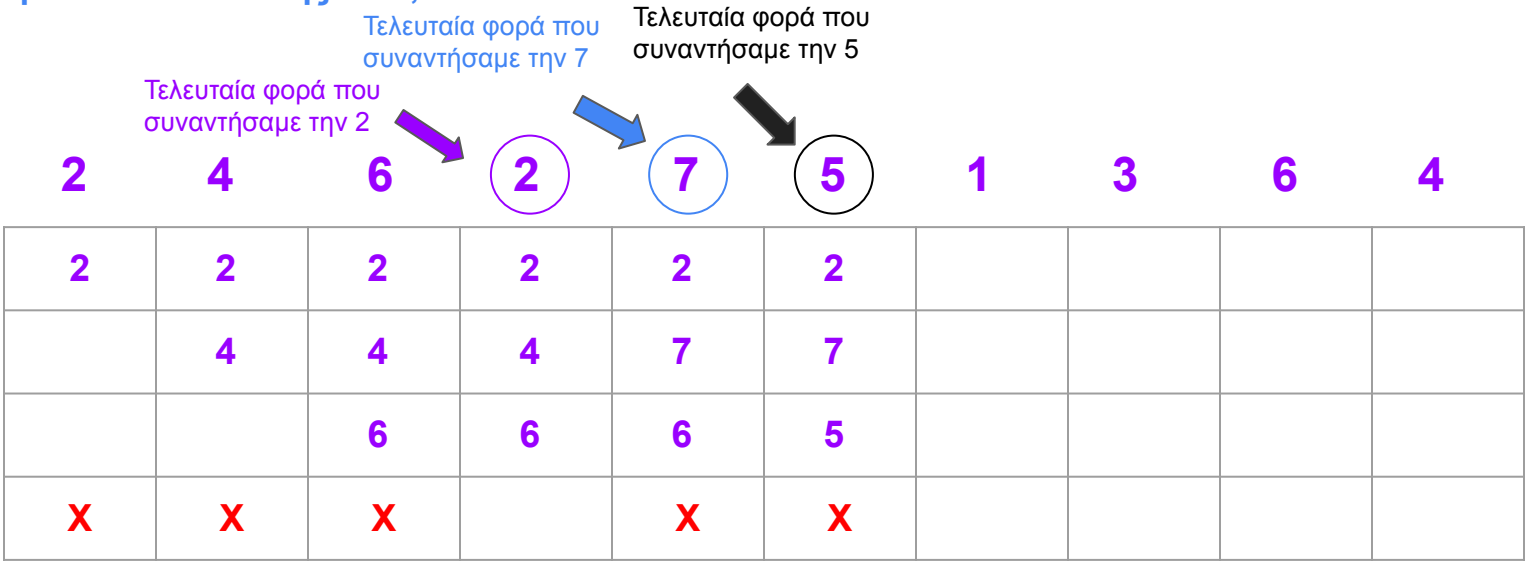 Τελευταία φορά που
συναντήσαμε την 5
Τελευταία φορά που
συναντήσαμε την 7
Τελευταία φορά που
συναντήσαμε την 2
2 4 6 2 7 5 1 3 6 4
2 2 2 2 2 2
4 4 4 7 7
6 6 6 5
X X X X X